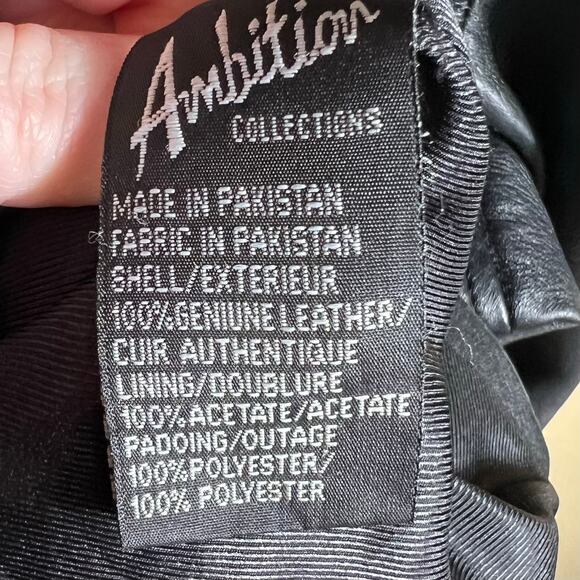 Ambition
COLLECTIONS
MADE IN PAKISTAN
FABRIC IN PAKISTAN
SHELL/EXTERIEUR
100%GENIUNE LEATHER/
CUIR AUTHENTIQUE
LINING/DOUBLURE
100%ACETATE/ACETATE
PADDING/OUTAGE
100%POLYESTER/
100% POLYESTER